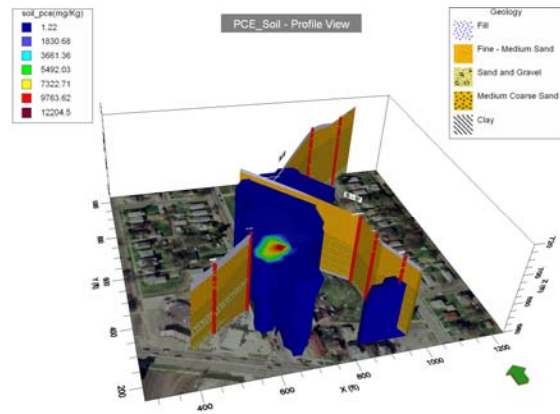 soil_pce(mg/Kg)
1.22
1830.68
3661.36
5492.03
7322.71
9763.62
12204.5
PCE_Soil - Profile View
Geology
Fill
Fine - Medium Sand
Sand and Gravel
Medium Coarse Sand
Clay
Y (ft)
400
200
400
600
800
1000
1200
X (ft)
Z (ft)
720